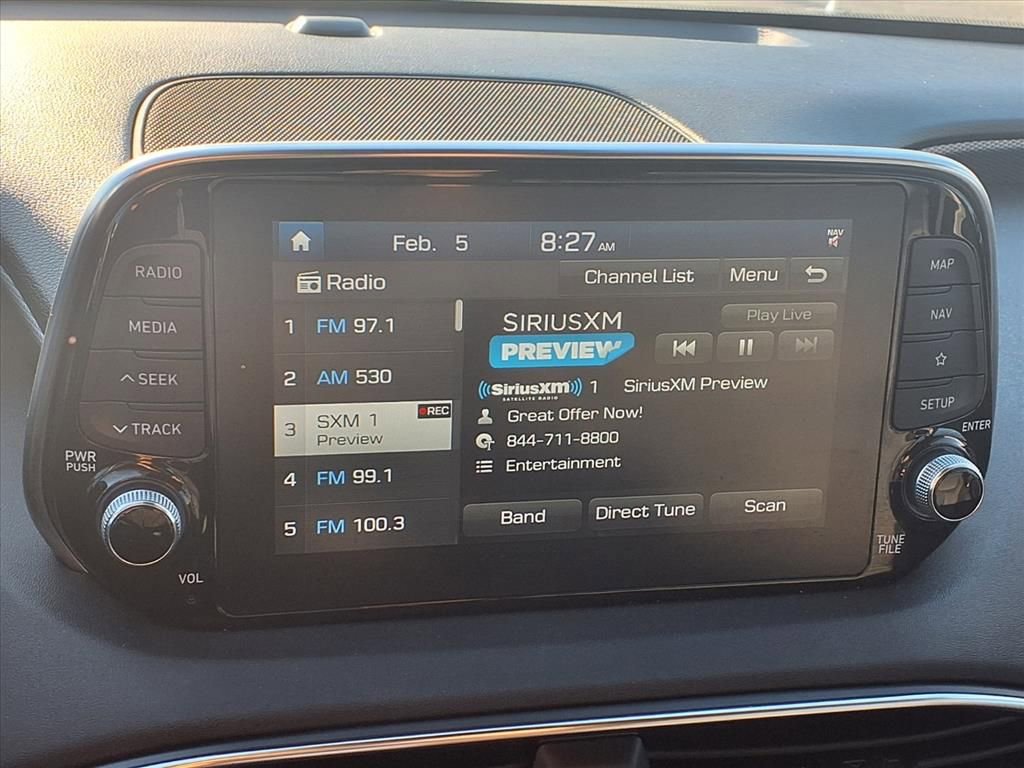 Feb. 5 8:27 AM NAV
Radio Channel List Menu
1 FM 97.1
2 AM 530
3 SXM 1 REC
Preview
4 FM 99.1
5 FM 100.3
SIRIUSXM
PREVIEW
Play Live
((SiriusXM)) 1 SiriusXM Preview
SATELLITE RADIO
Great Offer Now!
844-711-8800
Entertainment
Band Direct Tune Scan
RADIO
MEDIA
SEEK
TRACK
PWR
PUSH
VOL
MAP
NAV
SETUP
ENTER
TUNE
FILE